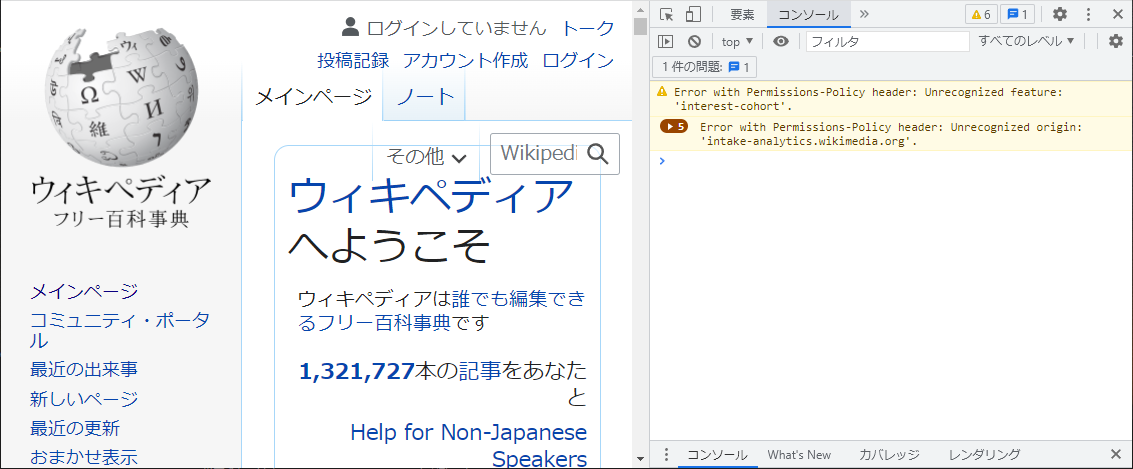 ウィキペディア
フリー百科事典
メインページ
コミュニティ・ポータ
ル
最近の出来事
新しいページ
最近の更新
おまかせ表示
ログインしていません トーク
投稿記録 アカウント作成 ログイン
メインページ ノート
その他 Wikipedi
ウィキペディア
へようこそ
ウィキペディアは誰でも編集でき
るフリー百科事典です
1,321,727本の記事をあなた
と
Help for Non-Japanese
Speakers
要素 コンソール 6 1
top フィルタ すべてのレベル
1 件の問題: 1
Error with Permissions-Policy header: Unrecognized feature:
'interest-cohort'.
5 Error with Permissions-Policy header: Unrecognized origin:
'intake-analytics.wikimedia.org'.
コンソール What's New カバレッジ レンダリング